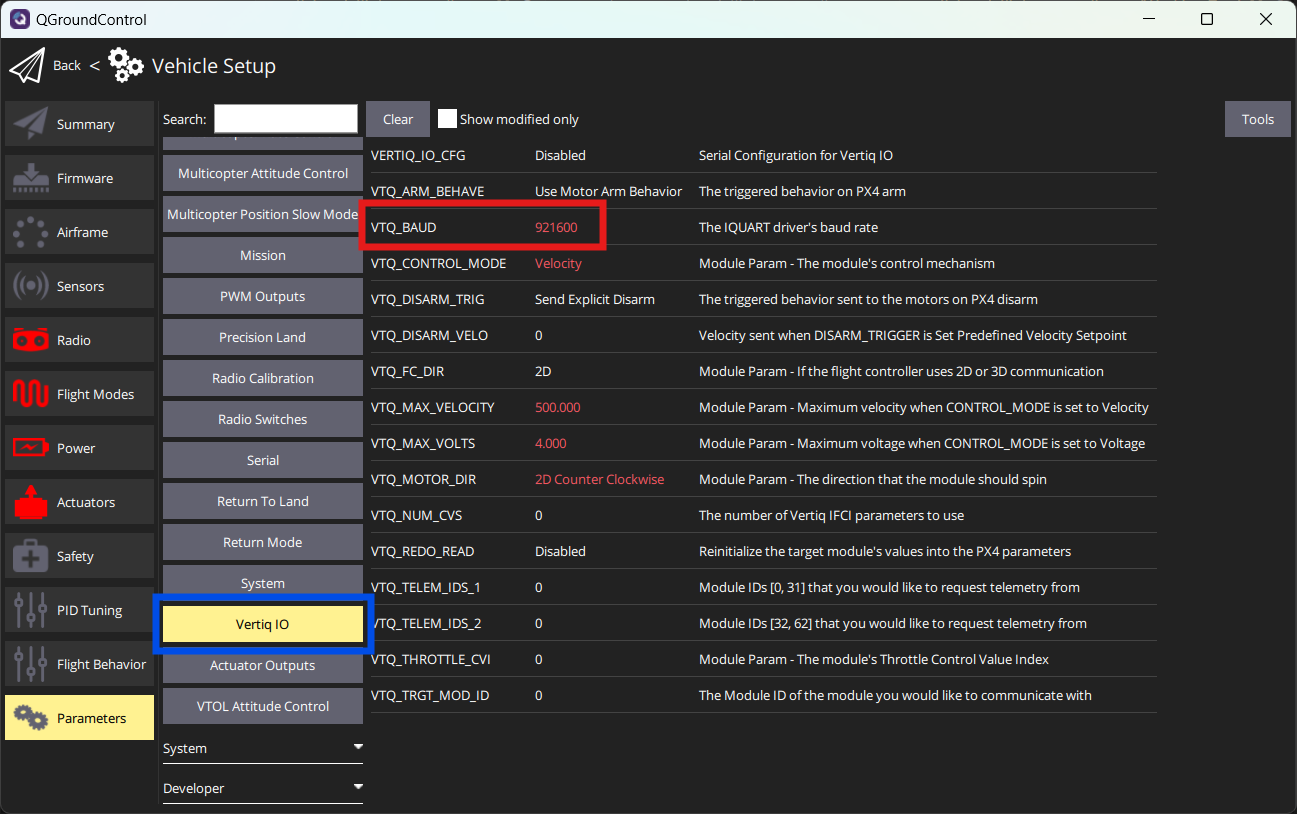 QGroundControl
Back < Vehicle Setup
Summary
Firmware
Airframe
Sensors
Radio
Flight Modes
Power
Actuators
Safety
PID Tuning
Flight Behavior
Parameters
Search: Clear Show modified only Tools
Multicopter Attitude Control
Multicopter Position Slow Mode
Mission
PWM Outputs
Precision Land
Radio Calibration
Radio Switches
Serial
Return To Land
Return Mode
System
Vertiq IO
Actuator Outputs
VTOL Attitude Control
System
Developer
VERTIQ_IO_CFG Disabled Serial Configuration for Vertiq IO
VTQ_ARM_BEHAVE Use Motor Arm Behavior The triggered behavior on PX4 arm
VTQ_BAUD 921600 The IQUART driver's baud rate
VTQ_CONTROL_MODE Velocity Module Param - The module's control mechanism
VTQ_DISARM_TRIG Send Explicit Disarm The triggered behavior sent to the motors on PX4 disarm
VTQ_DISARM_VELO 0 Velocity sent when DISARM_TRIGGER is Set Predefined Velocity Setpoint
VTQ_FC_DIR 2D Module Param - If the flight controller uses 2D or 3D communication
VTQ_MAX_VELOCITY 500.000 Module Param - Maximum velocity when CONTROL_MODE is set to Velocity
VTQ_MAX_VOLTS 4.000 Module Param - Maximum voltage when CONTROL_MODE is set to Voltage
VTQ_MOTOR_DIR 2D Counter Clockwise Module Param - The direction that the module should spin
VTQ_NUM_CVS 0 The number of Vertiq IFCI parameters to use
VTQ_REDO_READ Disabled Reinitialize the target module's values into the PX4 parameters
VTQ_TELEM_IDS_1 0 Module IDs [0, 31] that you would like to request telemetry from
VTQ_TELEM_IDS_2 0 Module IDs [32, 62] that you would like to request telemetry from
VTQ_THROTTLE_CVI 0 Module Param - The module's Throttle Control Value Index
VTQ_TRGT_MOD_ID 0 The Module ID of the module you would like to communicate with